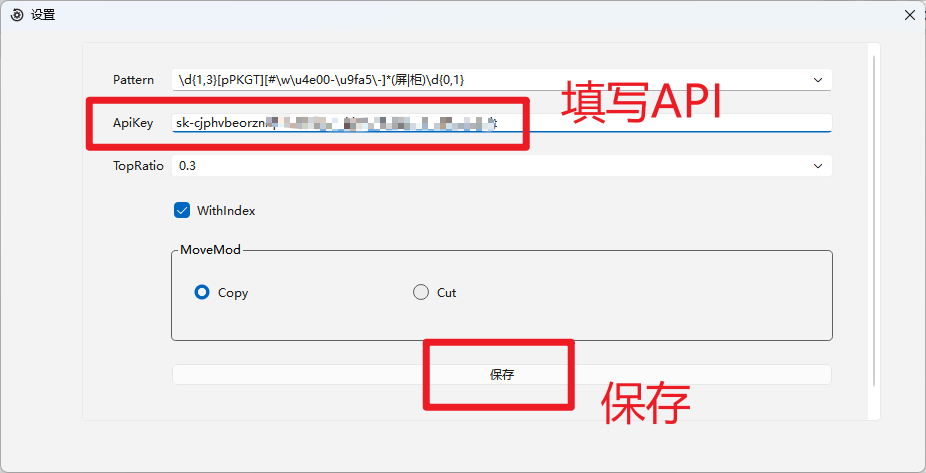 设置
Pattern
\d{1,3}[pPKGT][#\w\u4e00-\u9fa5\-]*(屏|柜)\d{0,1}
填写API
ApiKey
sk-cjphvbeorzn
TopRatio
0.3
WithIndex
MoveMod
Copy
Cut
保存
保存